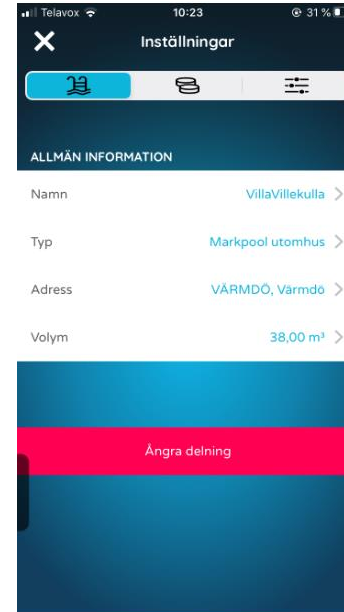 Telavox 10:23 31 %
Inställningar
ALLMÄN INFORMATION
Namn VillaVillekulla
Typ Markpool utomhus
Adress VÄRMDÖ, Värmdö
Volym 38,00 m³
Ångra delning